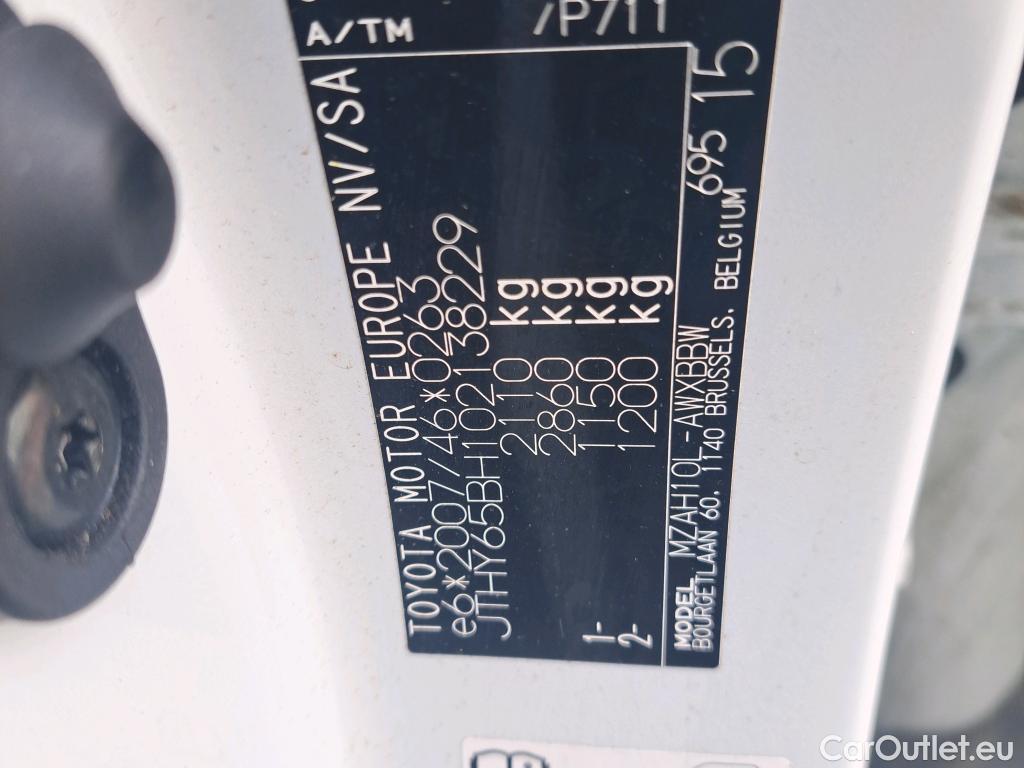 A/TM /P711
TOYOTA MOTOR EUROPE NV/SA
e6*2007/46*0263
JTHY65BH102138229
2110 kg
2860 kg
1- 1150 kg
2- 1200 kg
MODEL MZAH10L-AWXBBW
BOURGETLAAN 60. 1140 BRUSSELS. BELGIUM 695 15
CarOutlet.eu